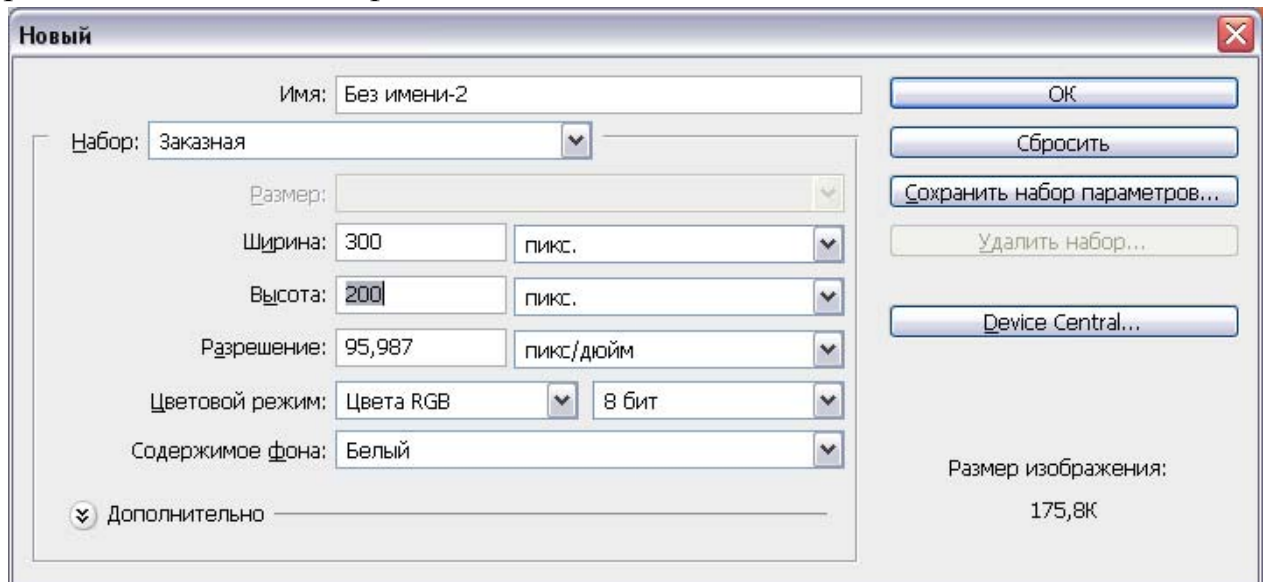 Новый
Имя: Без имени-2
Набор: Заказная
Размер:
Ширина: 300 пикс.
Высота: 200 пикс.
Разрешение: 95,987 пикс/дюйм
Цветовой режим: Цвета RGB 8 бит
Содержимое фона: Белый
Дополнительно
ОК
Сбросить
Сохранить набор параметров...
Удалить набор...
Device Central...
Размер изображения:
175,8К